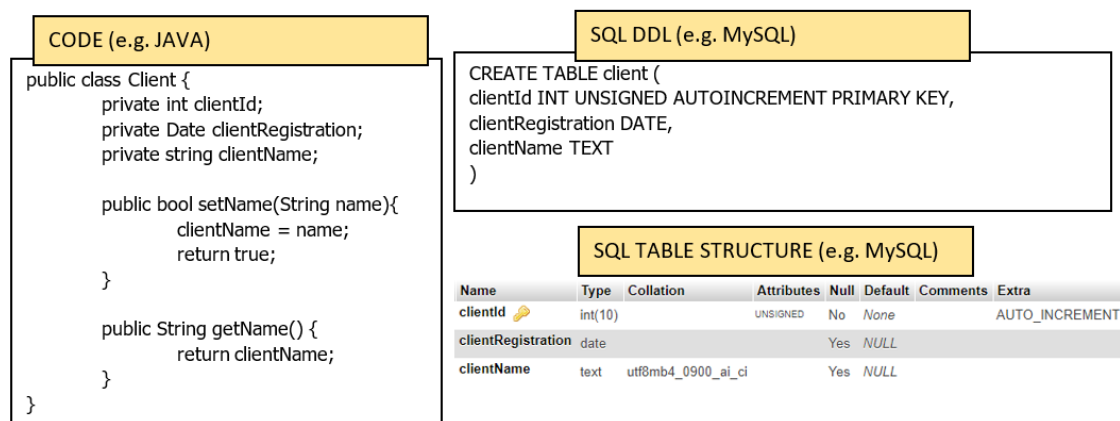 CODE (e.g. JAVA)
public class Client {
private int clientId;
private Date clientRegistration;
private string clientName;
public bool setName(String name){
clientName = name;
return true;
}
public String getName() {
return clientName;
}
}
SQL DDL (e.g. MySQL)
CREATE TABLE client (
clientId INT UNSIGNED AUTOINCREMENT PRIMARY KEY,
clientRegistration DATE,
clientName TEXT
)
SQL TABLE STRUCTURE (e.g. MySQL)
Name Type Collation Attributes Null Default Comments Extra
clientId int(10) UNSIGNED No None AUTO_INCREMENT
clientRegistration date Yes NULL
clientName text utf8mb4_0900_ai_ci Yes NULL